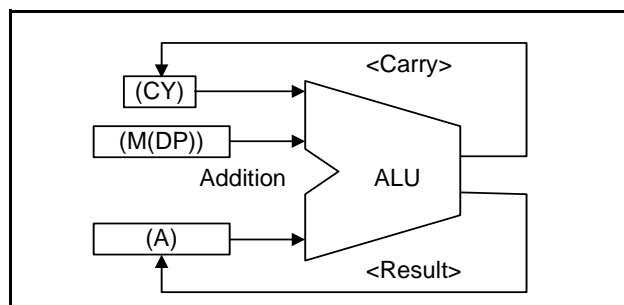 <Carry>
(CY)
(M(DP))
Addition ALU
(A)
<Result>